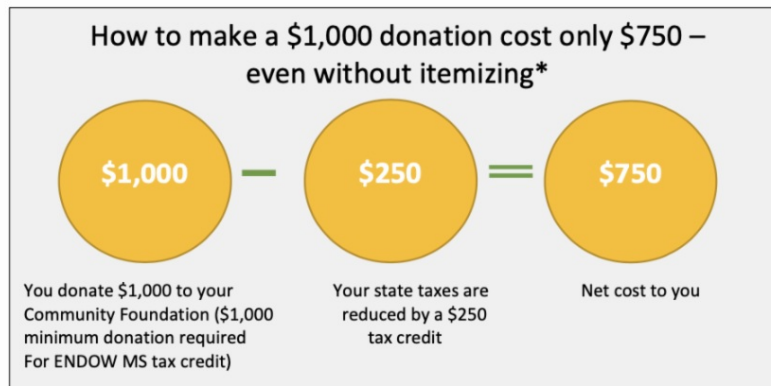 How to make a $1,000 donation cost only $750 –
even without itemizing*
$1,000
$250
$750
You donate $1,000 to your
Community Foundation ($1,000
minimum donation required
For ENDOW MS tax credit)
Your state taxes are
reduced by a $250
tax credit
Net cost to you